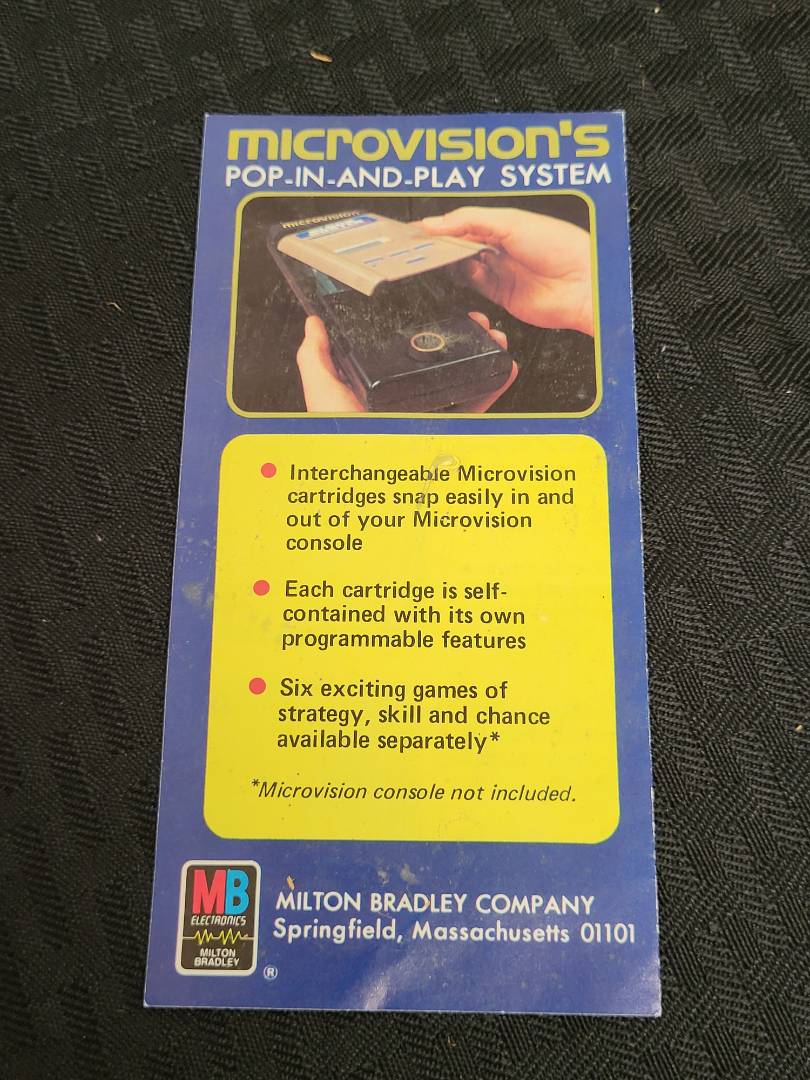 microvision's
POP-IN-AND-PLAY SYSTEM
microvision
• Interchangeable Microvision
cartridges snap easily in and
out of your Microvision
console
• Each cartridge is self-
contained with its own
programmable features
• Six exciting games of
strategy, skill and chance
available separately*
*Microvision console not included.
MB
ELECTRONICS
MILTON
BRADLEY
®
MILTON BRADLEY COMPANY
Springfield, Massachusetts 01101